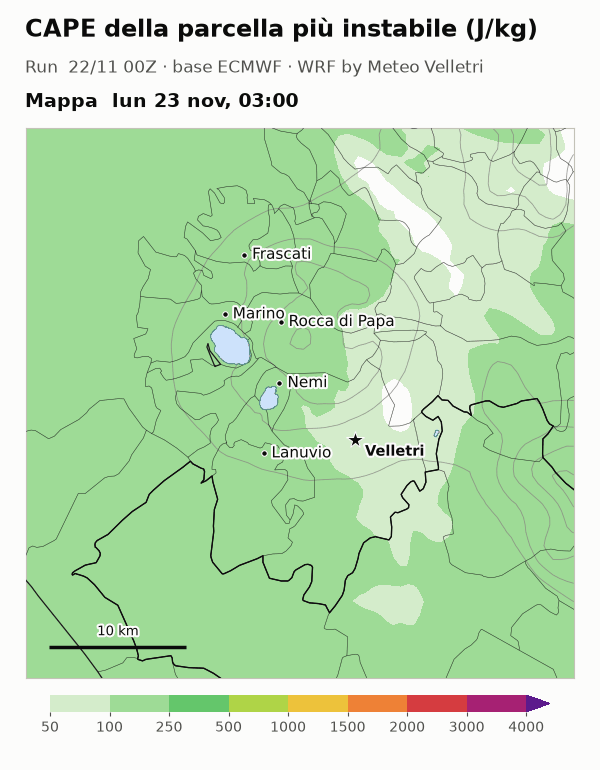 CAPE della parcella più instabile (J/kg)
Run  22/11 00Z · base ECMWF · WRF by Meteo Velletri
Mappa  lun 23 nov, 03:00
Frascati
Marino
Rocca di Papa
Nemi
Velletri
Lanuvio
10 km
50 100 250 500 1000 1500 2000 3000 4000